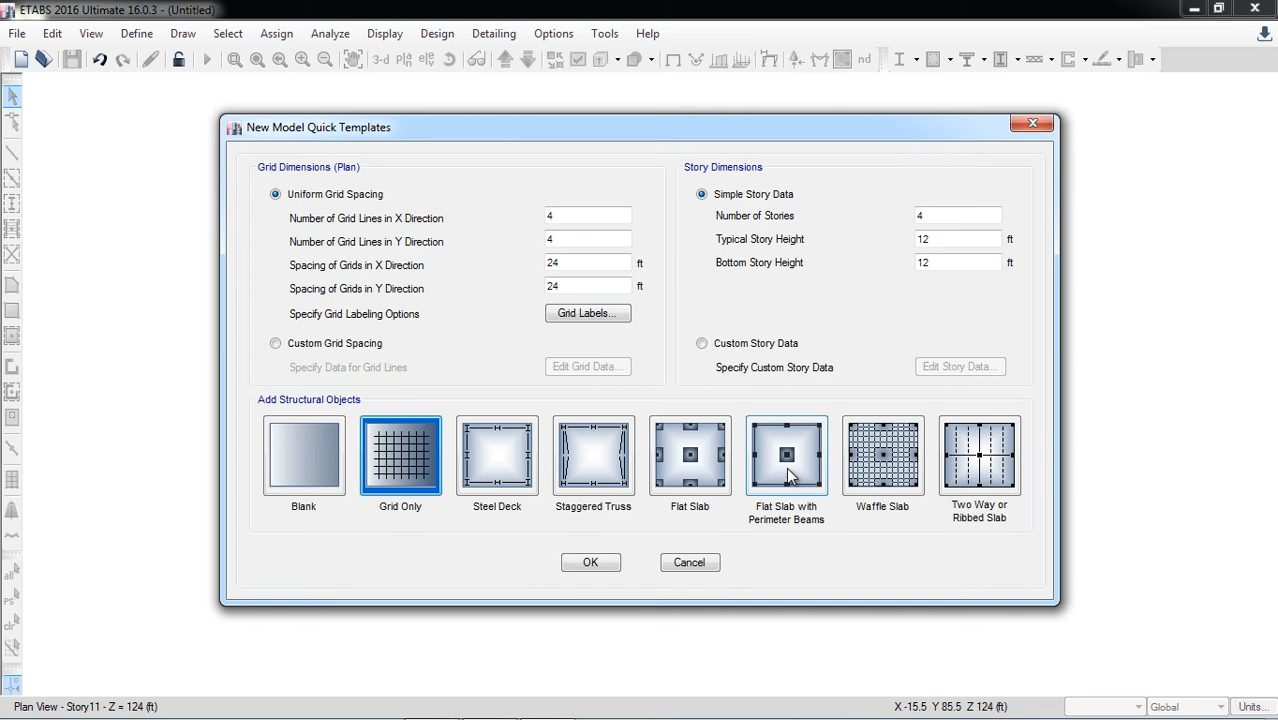 ETABS 2016 Ultimate 16.0.3 - (Untitled)
File Edit View Define Draw Select Assign Analyze Display Design Detailing Options Tools Help
3-d pla ele nd
New Model Quick Templates
Grid Dimensions (Plan)
Uniform Grid Spacing
Number of Grid Lines in X Direction 4
Number of Grid Lines in Y Direction 4
Spacing of Grids in X Direction 24 ft
Spacing of Grids in Y Direction 24 ft
Specify Grid Labeling Options Grid Labels...
Custom Grid Spacing
Specify Data for Grid Lines Edit Grid Data...
Story Dimensions
Simple Story Data
Number of Stories 4
Typical Story Height 12 ft
Bottom Story Height 12 ft
Custom Story Data
Specify Custom Story Data Edit Story Data...
Add Structural Objects
Blank
Grid Only
Steel Deck
Staggered Truss
Flat Slab
Flat Slab with
Perimeter Beams
Waffle Slab
Two Way or
Ribbed Slab
OK Cancel
all
PS
clr
Plan View - Story11 - Z = 124 (ft) X -15.5 Y 85.5 Z 124 (ft) Global Units...